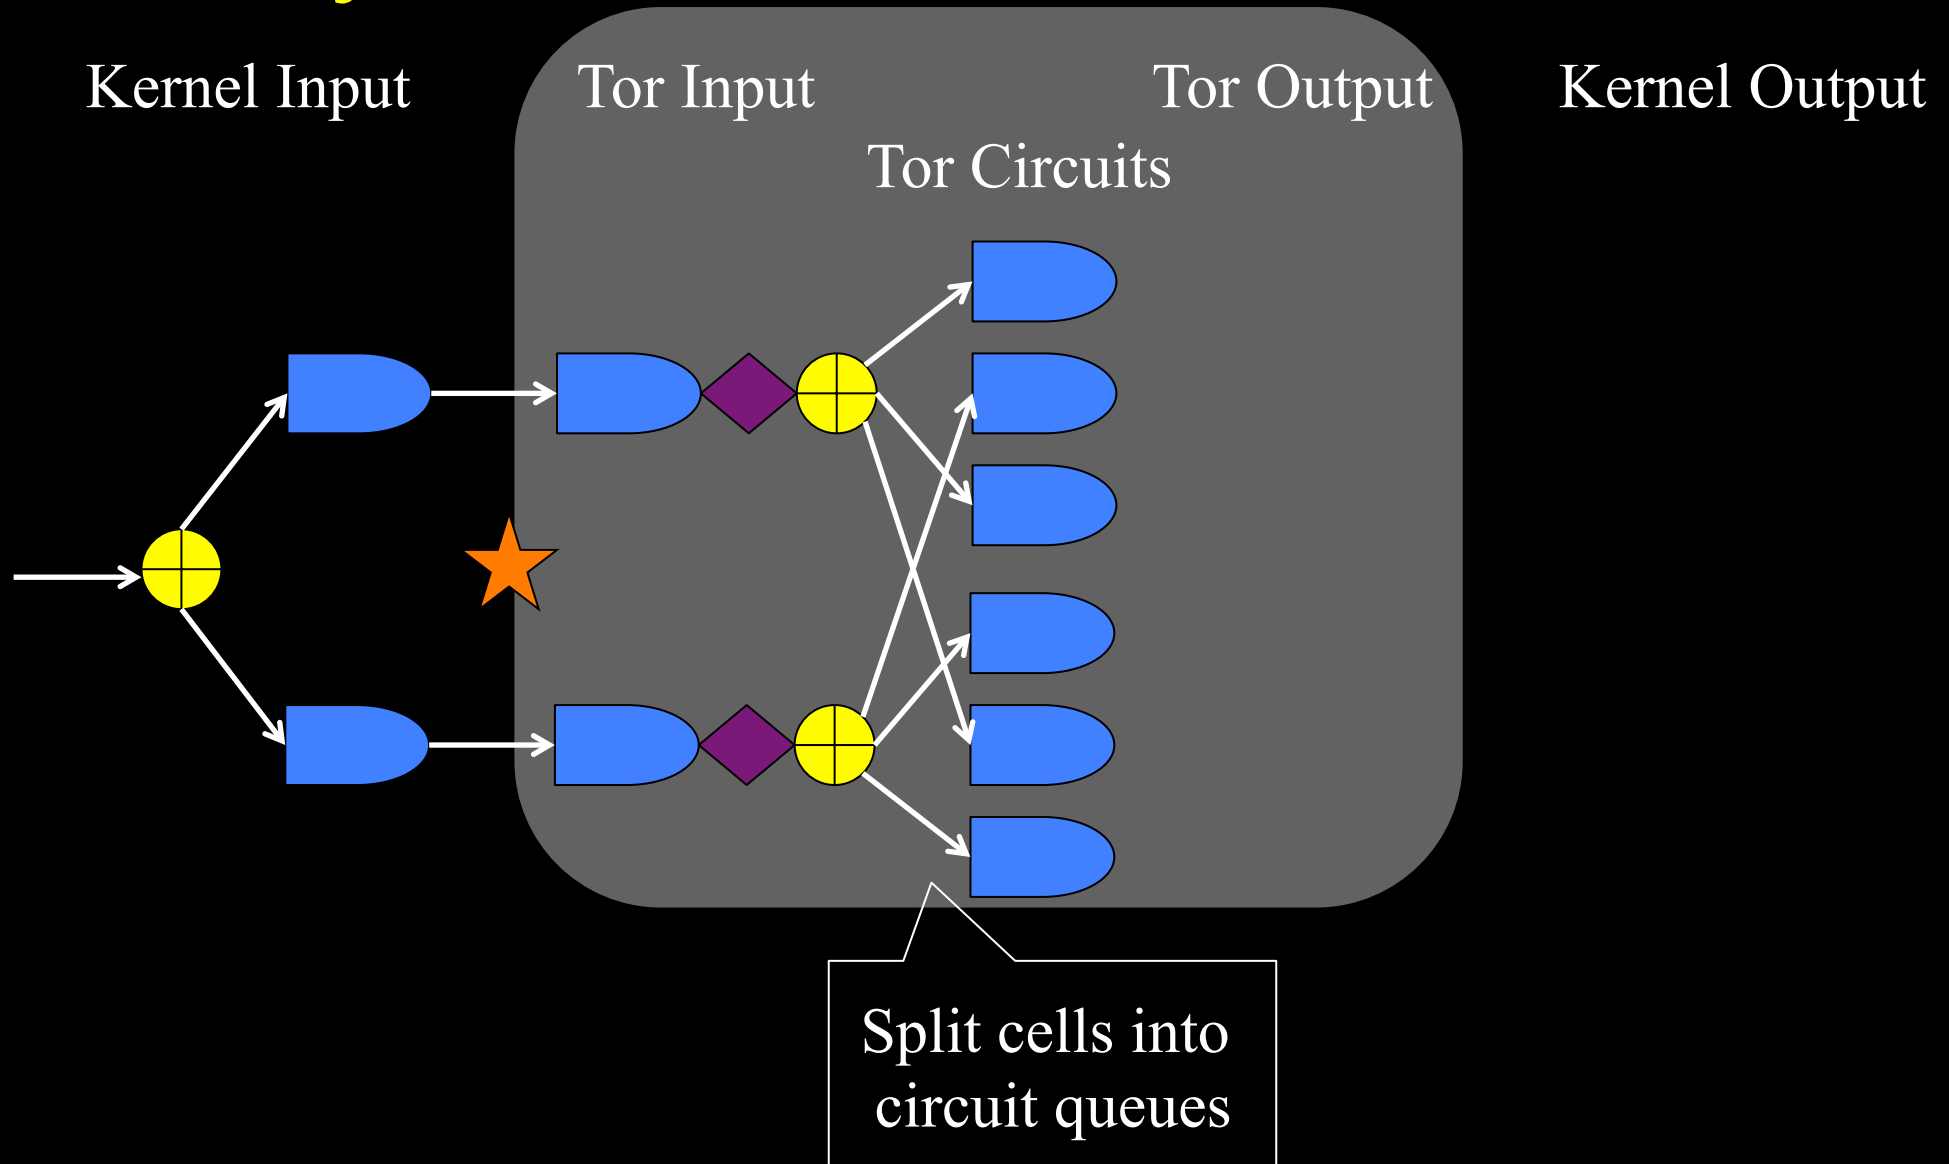 Kernel Input
Tor Input
Tor Output
Kernel Output
Tor Circuits
Split cells into
circuit queues